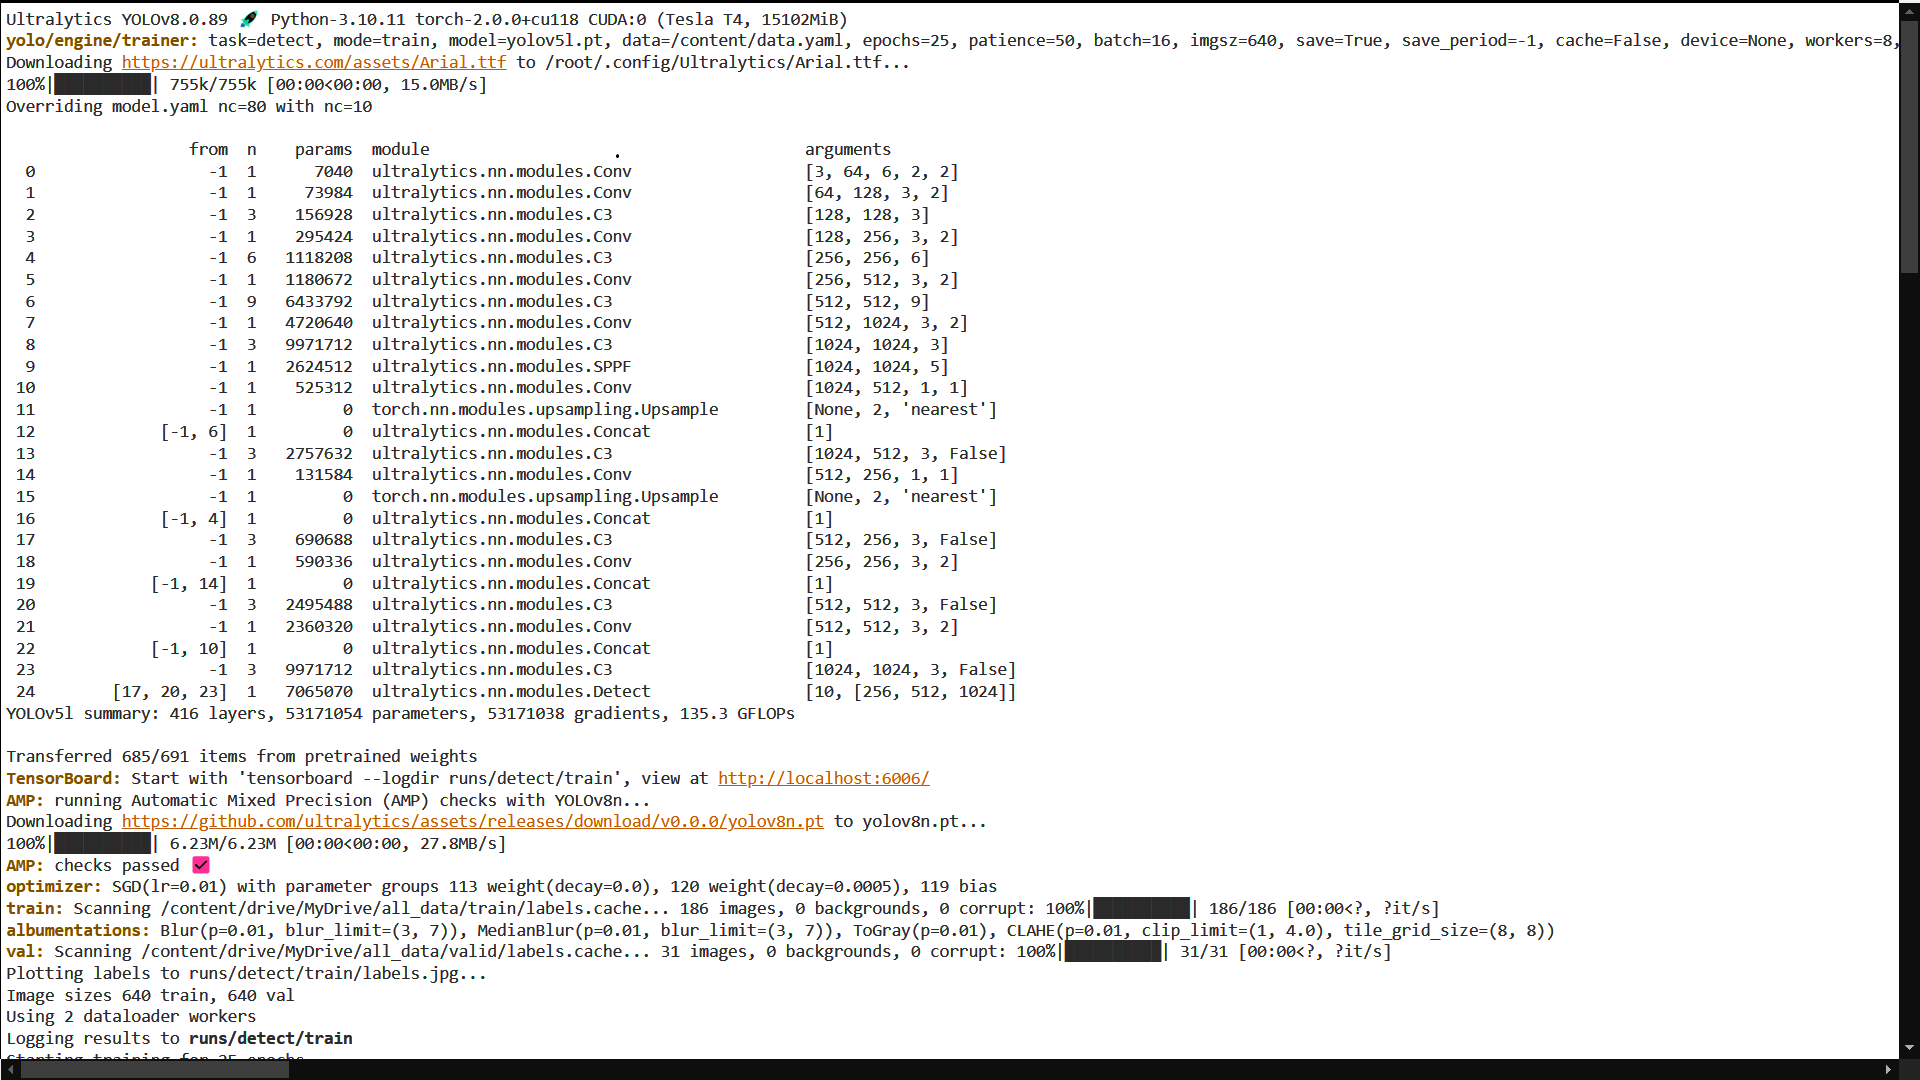 Ultralytics YOLOv8.0.89 🚀 Python-3.10.11 torch-2.0.0+cu118 CUDA:0 (Tesla T4, 15102MiB)
yolo/engine/trainer: task=detect, mode=train, model=yolov5l.pt, data=/content/data.yaml, epochs=25, patience=50, batch=16, imgsz=640, save=True, save_period=-1, cache=False, device=None, workers=8,
Downloading https://ultralytics.com/assets/Arial.ttf to /root/.config/Ultralytics/Arial.ttf...
100%|██████████| 755k/755k [00:00<00:00, 15.0MB/s]
Overriding model.yaml nc=80 with nc=10
from n params module arguments
0 -1 1 7040 ultralytics.nn.modules.Conv [3, 64, 6, 2, 2]
1 -1 1 73984 ultralytics.nn.modules.Conv [64, 128, 3, 2]
2 -1 3 156928 ultralytics.nn.modules.C3 [128, 128, 3]
3 -1 1 295424 ultralytics.nn.modules.Conv [128, 256, 3, 2]
4 -1 6 1118208 ultralytics.nn.modules.C3 [256, 256, 6]
5 -1 1 1180672 ultralytics.nn.modules.Conv [256, 512, 3, 2]
6 -1 9 6433792 ultralytics.nn.modules.C3 [512, 512, 9]
7 -1 1 4720640 ultralytics.nn.modules.Conv [512, 1024, 3, 2]
8 -1 3 9971712 ultralytics.nn.modules.C3 [1024, 1024, 3]
9 -1 1 2624512 ultralytics.nn.modules.SPPF [1024, 1024, 5]
10 -1 1 525312 ultralytics.nn.modules.Conv [1024, 512, 1, 1]
11 -1 1 0 torch.nn.modules.upsampling.Upsample [None, 2, 'nearest']
12 [-1, 6] 1 0 ultralytics.nn.modules.Concat [1]
13 -1 3 2757632 ultralytics.nn.modules.C3 [1024, 512, 3, False]
14 -1 1 131584 ultralytics.nn.modules.Conv [512, 256, 1, 1]
15 -1 1 0 torch.nn.modules.upsampling.Upsample [None, 2, 'nearest']
16 [-1, 4] 1 0 ultralytics.nn.modules.Concat [1]
17 -1 3 690688 ultralytics.nn.modules.C3 [512, 256, 3, False]
18 -1 1 590336 ultralytics.nn.modules.Conv [256, 256, 3, 2]
19 [-1, 14] 1 0 ultralytics.nn.modules.Concat [1]
20 -1 3 2495488 ultralytics.nn.modules.C3 [512, 512, 3, False]
21 -1 1 2360320 ultralytics.nn.modules.Conv [512, 512, 3, 2]
22 [-1, 10] 1 0 ultralytics.nn.modules.Concat [1]
23 -1 3 9971712 ultralytics.nn.modules.C3 [1024, 1024, 3, False]
24 [17, 20, 23] 1 7065070 ultralytics.nn.modules.Detect [10, [256, 512, 1024]]
YOLOv5l summary: 416 layers, 53171054 parameters, 53171038 gradients, 135.3 GFLOPs
Transferred 685/691 items from pretrained weights
TensorBoard: Start with 'tensorboard --logdir runs/detect/train', view at http://localhost:6006/
AMP: running Automatic Mixed Precision (AMP) checks with YOLOv8n...
Downloading https://github.com/ultralytics/assets/releases/download/v0.0.0/yolov8n.pt to yolov8n.pt...
100%|██████████| 6.23M/6.23M [00:00<00:00, 27.8MB/s]
AMP: checks passed ✅
optimizer: SGD(lr=0.01) with parameter groups 113 weight(decay=0.0), 120 weight(decay=0.0005), 119 bias
train: Scanning /content/drive/MyDrive/all_data/train/labels.cache... 186 images, 0 backgrounds, 0 corrupt: 100%|██████████| 186/186 [00:00<?, ?it/s]
albumentations: Blur(p=0.01, blur_limit=(3, 7)), MedianBlur(p=0.01, blur_limit=(3, 7)), ToGray(p=0.01), CLAHE(p=0.01, clip_limit=(1, 4.0), tile_grid_size=(8, 8))
val: Scanning /content/drive/MyDrive/all_data/valid/labels.cache... 31 images, 0 backgrounds, 0 corrupt: 100%|██████████| 31/31 [00:00<?, ?it/s]
Plotting labels to runs/detect/train/labels.jpg...
Image sizes 640 train, 640 val
Using 2 dataloader workers
Logging results to runs/detect/train
Starting training for 25 epochs